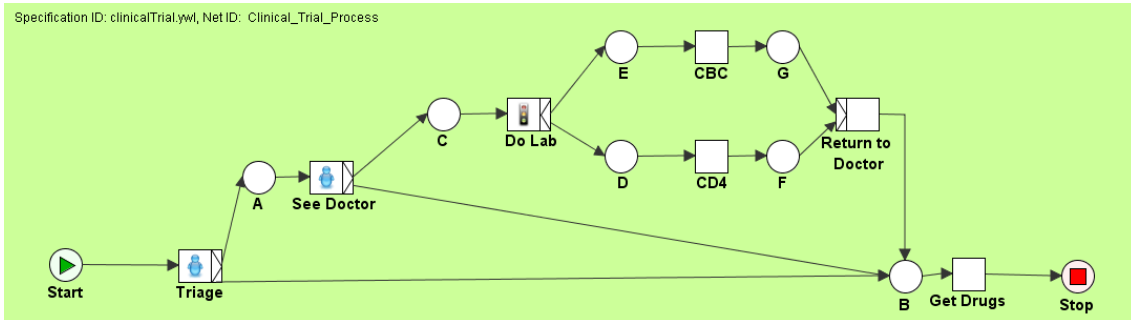 Specification ID: clinicalTrial.ywl, Net ID: Clinical_Trial_Process
E
CBC
G
C
Do Lab
Return to
Doctor
D
CD4
F
A
See Doctor
Start
Triage
B
Get Drugs
Stop